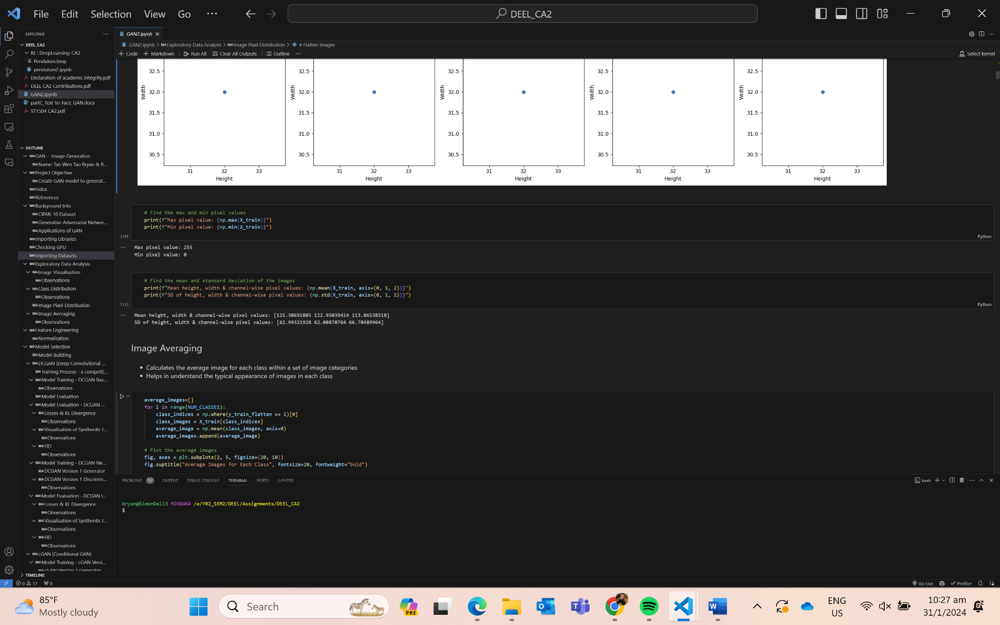 File Edit Selection View Go ··· DEEL_CA2
EXPLORER ···
DEEL_CA2
RL \ DeepLearning-CA2
Pendulum.bmp
pendulum2.ipynb
Declaration of academic integrity.pdf
DEEL CA2 Contributions.pdf
GAN2.ipynb
partC_Text-to-Face_GAN.docx
ST1504 CA2.pdf
OUTLINE
M↓GAN - Image Generation
M↓Name: Tan Wen Tao Bryan & R...
M↓Project Objective
M↓Create GAN model to generat...
M↓Index
M↓References
M↓Background Info
M↓CIFAR-10 Dataset
M↓Generative Adversarial Networ...
M↓Applications of GAN
M↓Importing Libraries
M↓Checking GPU
M↓Importing Datasets
M↓Exploratory Data Analysis
M↓Image Visualisation
M↓Observations
M↓Class Distribution
M↓Observations
M↓Image Pixel Distribution
M↓Image Averaging
M↓Observations
M↓Feature Engineering
M↓Normalisation
M↓Model Selection
M↓Model Building
M↓DCGAN (Deep Convolutional ...
M↓Training Process - a competit...
M↓Model Training - DCGAN Bas...
M↓Observations
M↓Model Evaluation
M↓Model Evaluation - DCGAN ...
M↓Losses & KL Divergence
M↓Observations
M↓Visualisation of Synthentic I...
M↓Observations
M↓FID
M↓Observations
M↓Model Training - DCGAN Ne...
M↓DCGAN Version 1 Generator
M↓DCGAN Version 1 Discrimin...
M↓Observations
M↓Model Evaluation - DCGAN I...
M↓Losses & KL Divergence
M↓Observations
M↓Visualisation of Synthentic I...
M↓Observations
M↓FID
M↓Observations
M↓cGAN (Conditional GAN)
M↓Model Training - cGAN Versi...
M↓cGAN Version 1 Generator
TIMELINE
GAN2.ipynb
GAN2.ipynb > M↓Exploratory Data Analysis > M↓Image Pixel Distribution > # Flatten images
+ Code + Markdown Run All Clear All Outputs Outline ··· Select Kernel
32.5 32.5 32.5 32.5 32.5
32.0 32.0 32.0 32.0 32.0
Width Width Width Width Width
31.5 31.5 31.5 31.5 31.5
31.0 31.0 31.0 31.0 31.0
30.5 30.5 30.5 30.5 30.5
31 32 33 31 32 33 31 32 33 31 32 33 31 32 33
Height Height Height Height Height
# Find the max and min pixel values
print(f"Max pixel value: {np.max(X_train)}")
print(f"Min pixel value: {np.min(X_train)}")
[10] Python
Max pixel value: 255
Min pixel value: 0
# Find the mean and standard deviation of the images
print(f"Mean height, width & channel-wise pixel values: {np.mean(X_train, axis=(0, 1, 2))}")
print(f"SD of height, width & channel-wise pixel values: {np.std(X_train, axis=(0, 1, 2))}")
[11] Python
Mean height, width & channel-wise pixel values: [125.30691805 122.95039414 113.86538318]
SD of height, width & channel-wise pixel values: [62.99321928 62.08870764 66.70489964]
Image Averaging
• Calculates the average image for each class within a set of image categories
• Helps in understand the typical appearance of images in each class
average_images=[]
for i in range(NUM_CLASSES):
class_indices = np.where(y_train_flatten == i)[0]
class_images = X_train[class_indices]
average_image = np.mean(class_images, axis=0)
average_images.append(average_image)
# Plot the average images
fig, axes = plt.subplots(2, 5, figsize=(20, 10))
fig.suptitle("Average Images for Each Class", fontsize=20, fontweight="bold")
PROBLEMS 17 OUTPUT DEBUG CONSOLE TERMINAL PORTS JUPYTER bash
bryan@SimonDell3 MINGW64 /e/YR2_SEM2/DEEL/Assignments/DEEL_CA2
$
0 17 0 Go Live Prettier
85°F
Mostly cloudy
Search
PRE
ENG
US
10:27 am
31/1/2024